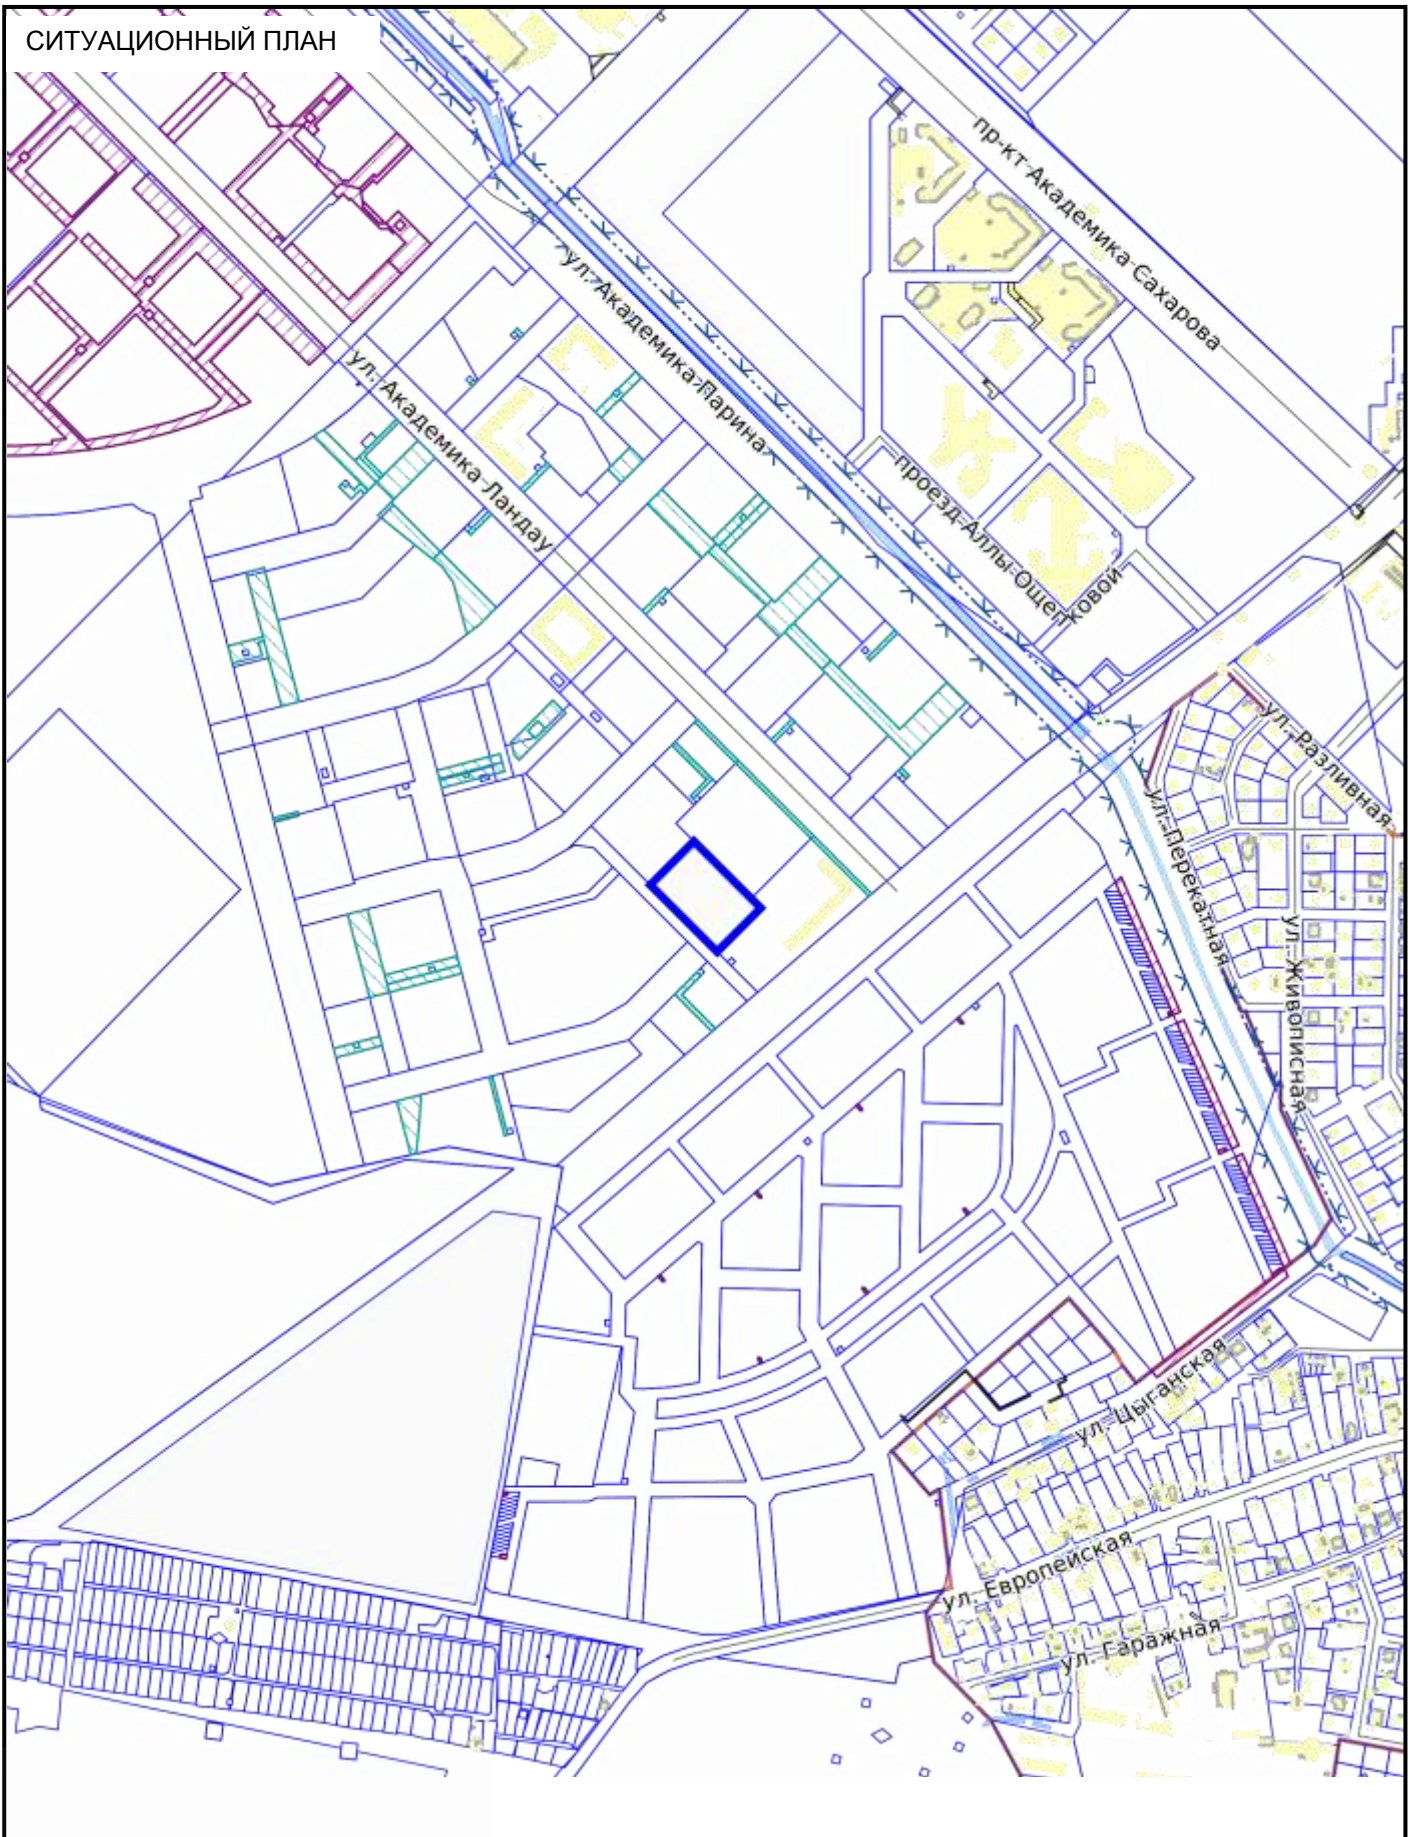 СИТУАЦИОННЫЙ ПЛАН
пр-кт Академика Сахарова
ул. Академика Парина
ул. Академика Ландау
проезд Аллы Ощепковой
ул. Разливная
ул. Перекатная
ул. Живописная
ул. Цыганская
ул. Европейская
ул. Гаражная